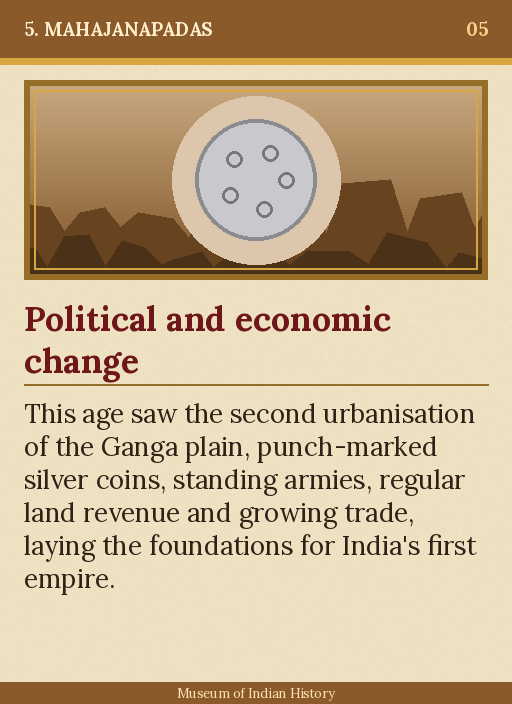 5. MAHAJANAPADAS
05
Political and economic
change
This age saw the second urbanisation
of the Ganga plain, punch-marked
silver coins, standing armies, regular
land revenue and growing trade,
laying the foundations for India's first
empire.
Museum of Indian History